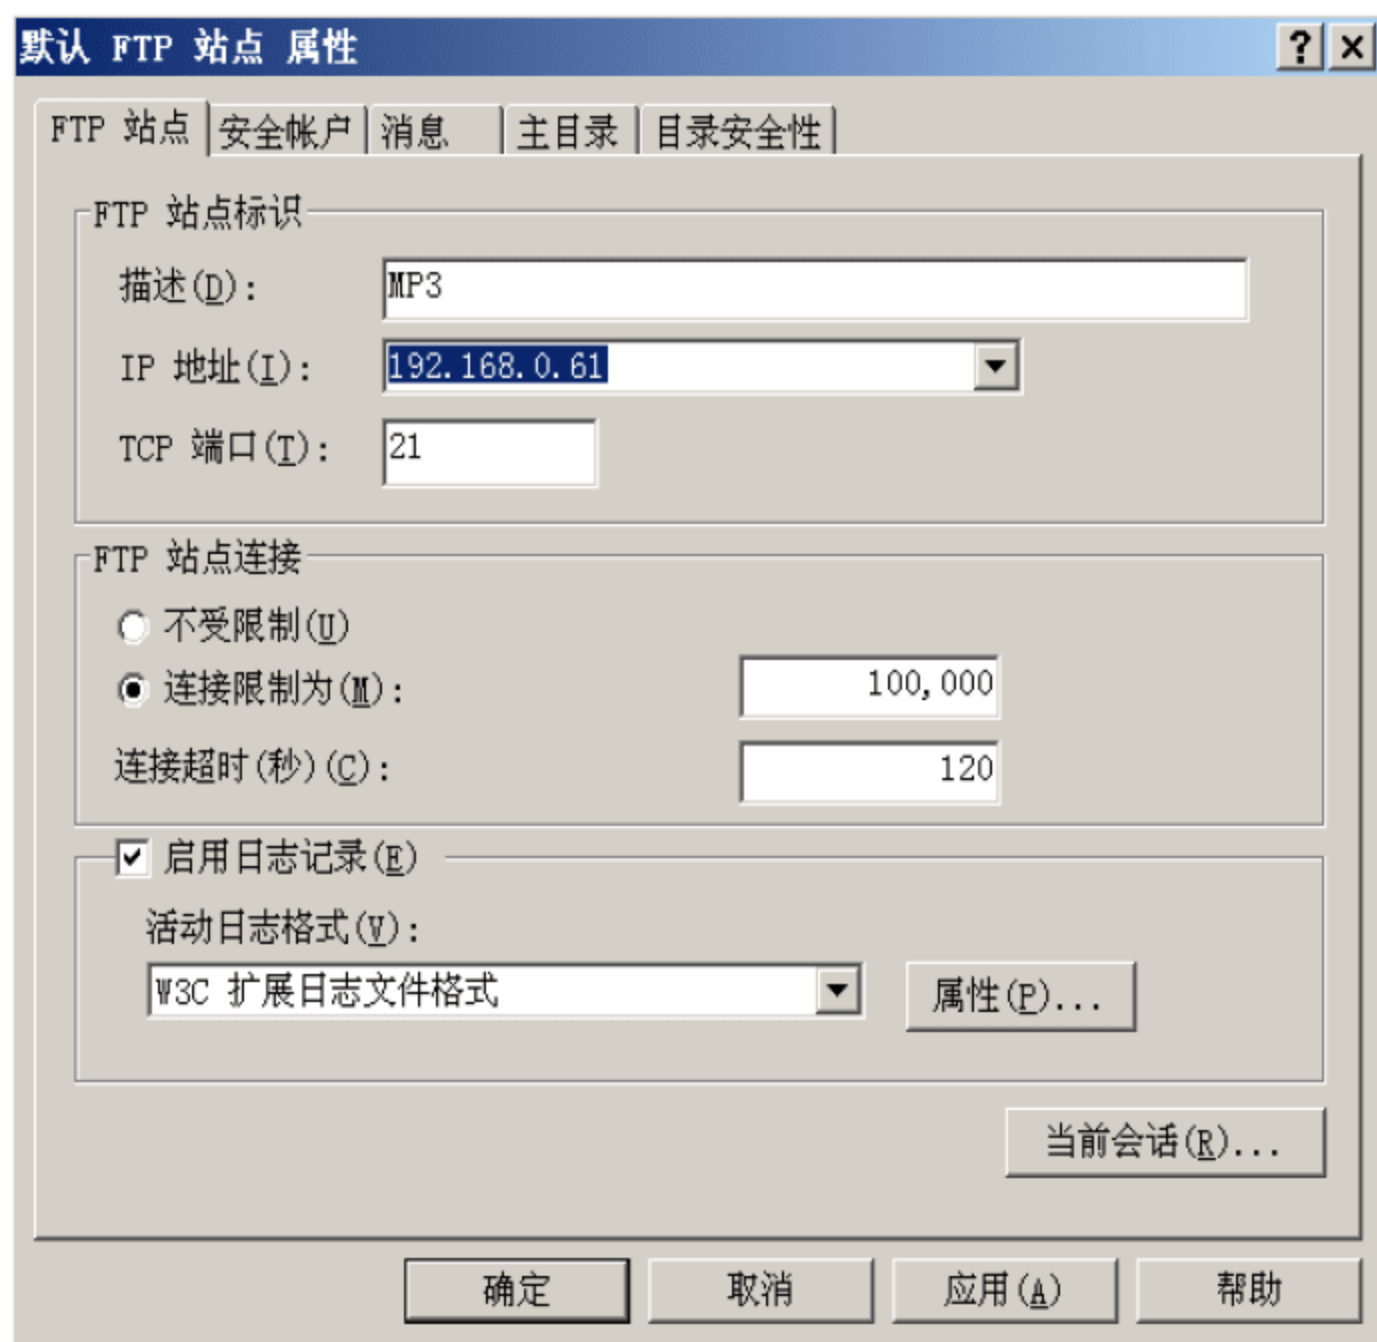 默认 FTP 站点 属性
FTP 站点 安全帐户 消息 主目录 目录安全性
FTP 站点标识
描述(D): MP3
IP 地址(I): 192.168.0.61
TCP 端口(T): 21
FTP 站点连接
不受限制(U)
连接限制为(M): 100,000
连接超时(秒)(C): 120
启用日志记录(E)
活动日志格式(V):
W3C 扩展日志文件格式 属性(P)...
当前会话(R)...
确定 取消 应用(A) 帮助